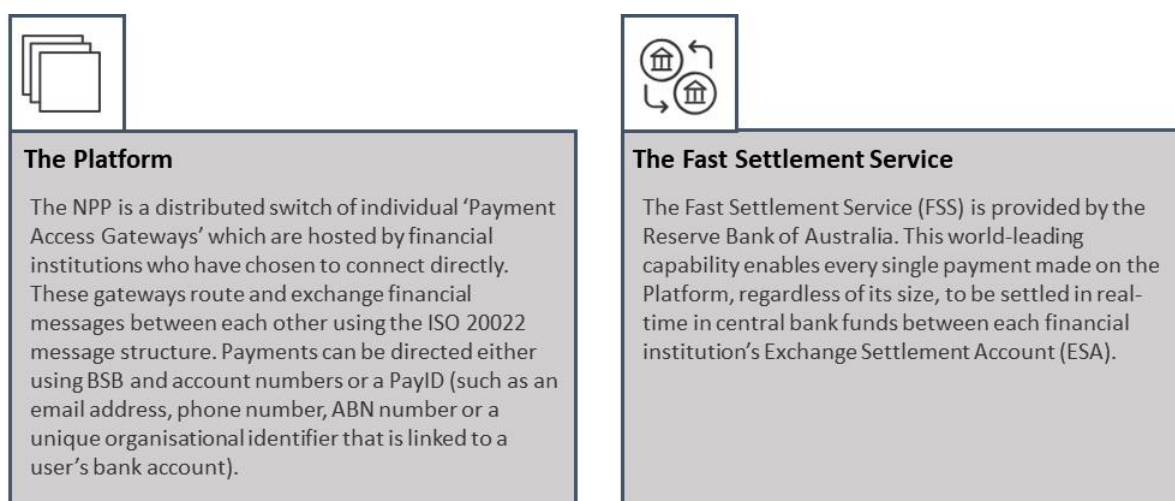 The Platform
The NPP is a distributed switch of individual ‘Payment
Access Gateways’ which are hosted by financial
institutions who have chosen to connect directly.
These gateways route and exchange financial
messages between each other using the ISO 20022
message structure. Payments can be directed either
using BSB and account numbers or a PayID (such as an
email address, phone number, ABN number or a
unique organisational identifier that is linked to a
user’s bank account).
The Fast Settlement Service
The Fast Settlement Service (FSS) is provided by the
Reserve Bank of Australia. This world-leading
capability enables every single payment made on the
Platform, regardless of its size, to be settled in real-
time in central bank funds between each financial
institution’s Exchange Settlement Account (ESA).